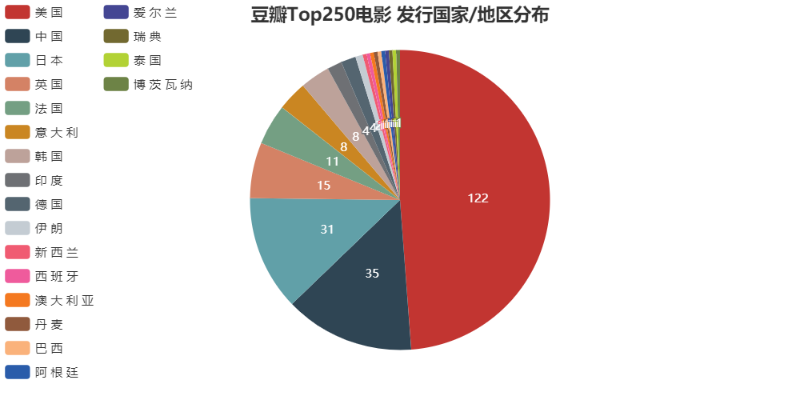 豆瓣Top250电影 发行国家/地区分布
美国
中国
日本
英国
法国
意大利
韩国
印度
德国
伊朗
新西兰
西班牙
澳大利亚
丹麦
巴西
阿根廷
爱尔兰
瑞典
泰国
博茨瓦纳
122
35
31
15
11
8
8
4
4